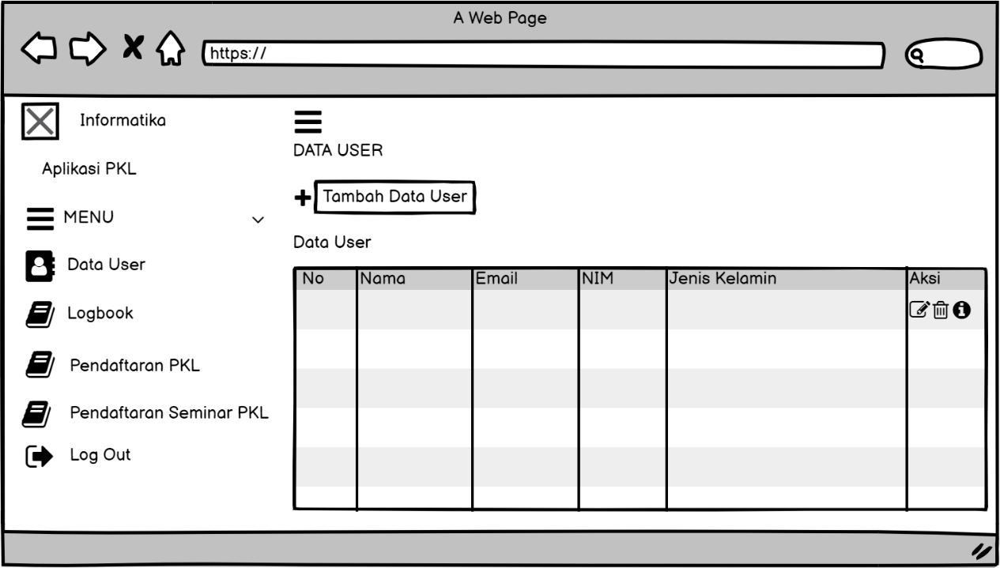 A Web Page
https://
Informatika
Aplikasi PKL
MENU
Data User
Logbook
Pendaftaran PKL
Pendaftaran Seminar PKL
Log Out
DATA USER
Tambah Data User
Data User
No Nama Email NIM Jenis Kelamin Aksi